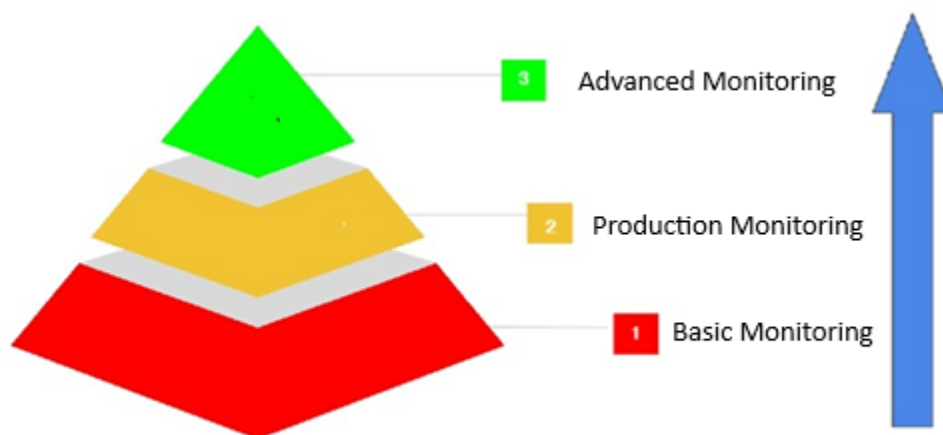 3 Advanced Monitoring
2 Production Monitoring
1 Basic Monitoring